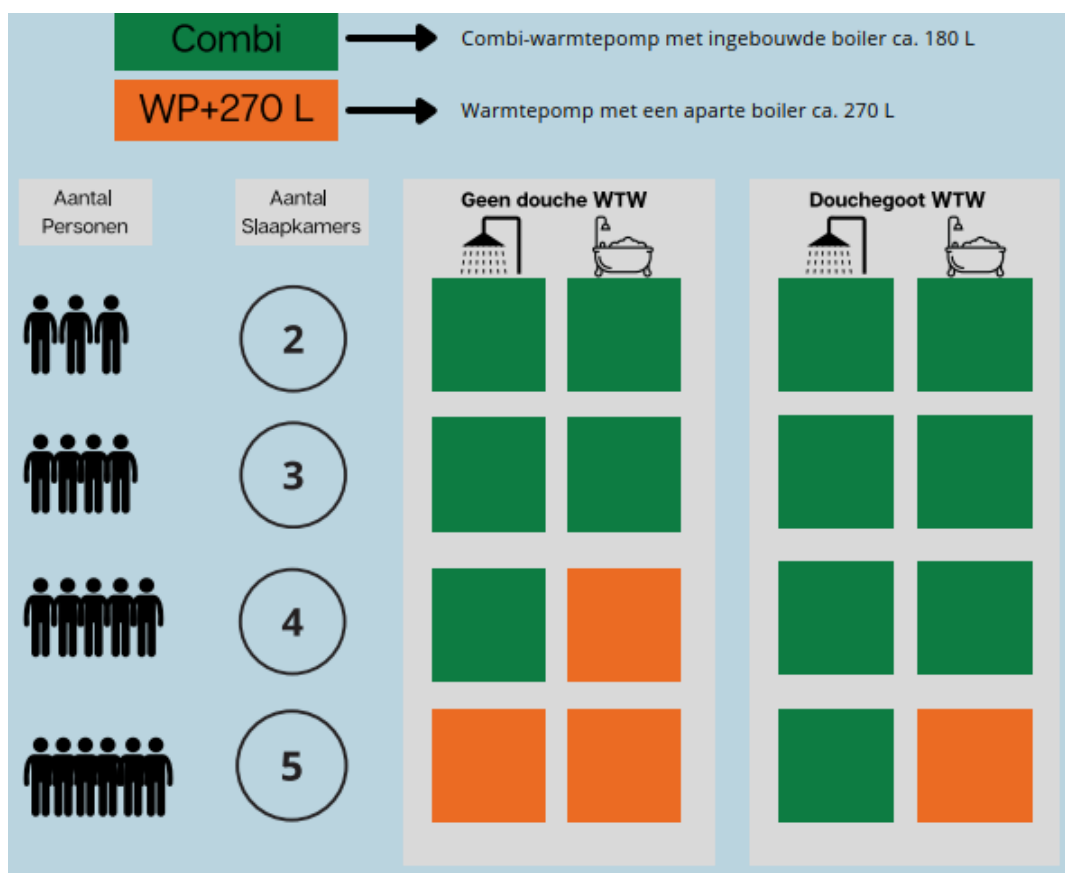 Combi
Combi-warmtepomp met ingebouwde boiler ca. 180 L
WP+270 L
Warmtepomp met een aparte boiler ca. 270 L
Aantal
Personen
Aantal
Slaapkamers
Geen douche WTW
Douchegoot WTW
2
3
4
5